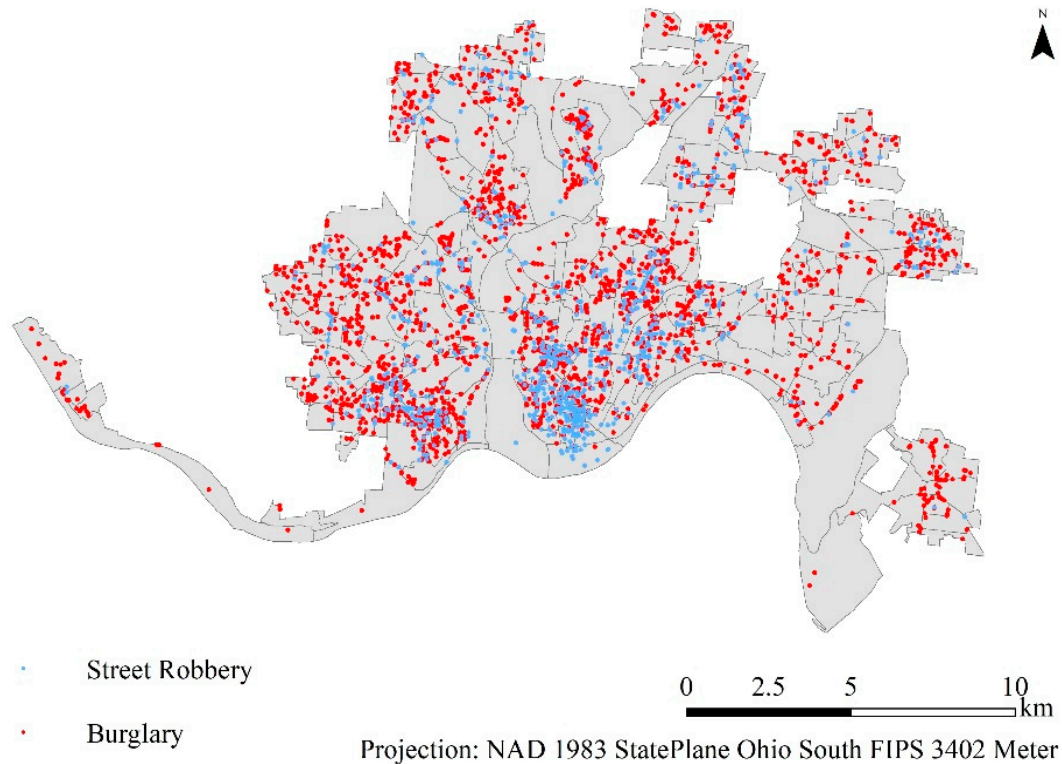 N
Street Robbery
Burglary
0 2.5 5 10
km
Projection: NAD 1983 StatePlane Ohio South FIPS 3402 Meter